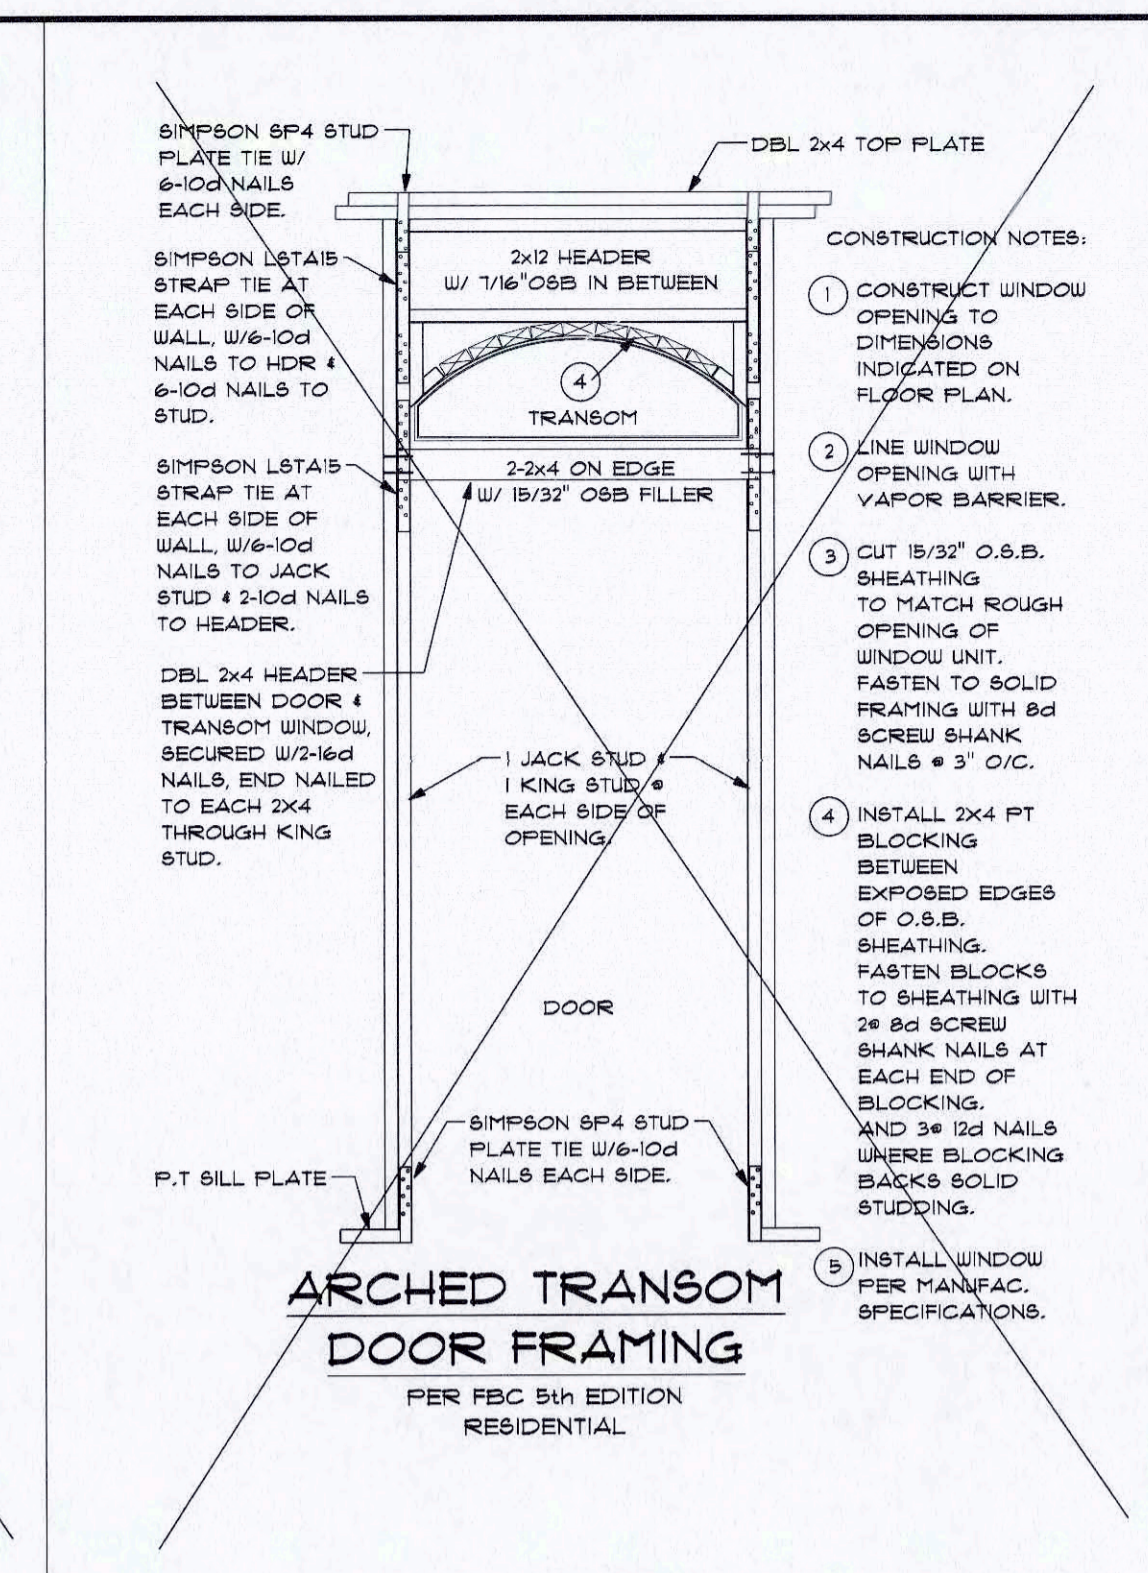 SIMPSON SP4 STUD
PLATE TIE W/
6-10d NAILS
EACH SIDE.
SIMPSON LSTA15
STRAP TIE AT
EACH SIDE OF
WALL, W/6-10d
NAILS TO HDR &
6-10d NAILS TO
STUD.
SIMPSON LSTA15
STRAP TIE AT
EACH SIDE OF
WALL, W/6-10d
NAILS TO JACK
STUD & 2-10d NAILS
TO HEADER.
DBL 2x4 HEADER
BETWEEN DOOR &
TRANSOM WINDOW,
SECURED W/2-16d
NAILS, END NAILED
TO EACH 2X4
THROUGH KING
STUD.
P.T SILL PLATE
DBL 2x4 TOP PLATE
2x12 HEADER
W/ 7/16"OSB IN BETWEEN
4
TRANSOM
2-2x4 ON EDGE
W/ 15/32" OSB FILLER
1 JACK STUD &
1 KING STUD @
EACH SIDE OF
OPENING.
DOOR
SIMPSON SP4 STUD
PLATE TIE W/6-10d
NAILS EACH SIDE.
CONSTRUCTION NOTES:
1 CONSTRUCT WINDOW
OPENING TO
DIMENSIONS
INDICATED ON
FLOOR PLAN.
2 LINE WINDOW
OPENING WITH
VAPOR BARRIER.
3 CUT 15/32" O.S.B.
SHEATHING
TO MATCH ROUGH
OPENING OF
WINDOW UNIT.
FASTEN TO SOLID
FRAMING WITH 8d
SCREW SHANK
NAILS @ 3" O/C.
4 INSTALL 2X4 PT
BLOCKING
BETWEEN
EXPOSED EDGES
OF O.S.B.
SHEATHING.
FASTEN BLOCKS
TO SHEATHING WITH
2@ 8d SCREW
SHANK NAILS AT
EACH END OF
BLOCKING.
AND 3@ 12d NAILS
WHERE BLOCKING
BACKS SOLID
STUDDING.
5 INSTALL WINDOW
PER MANUFAC.
SPECIFICATIONS.
ARCHED TRANSOM
DOOR FRAMING
PER FBC 5th EDITION
RESIDENTIAL